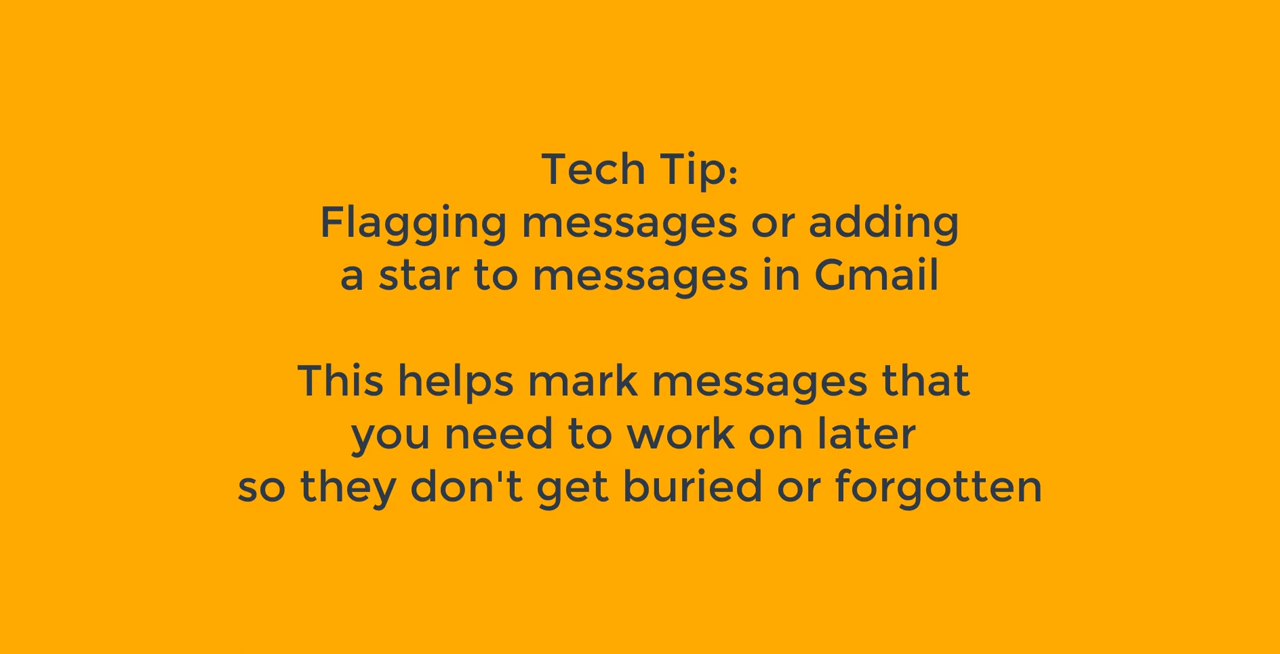 Tech Tip:
Flagging messages or adding
a star to messages in Gmail
This helps mark messages that
you need to work on later
so they don't get buried or forgotten